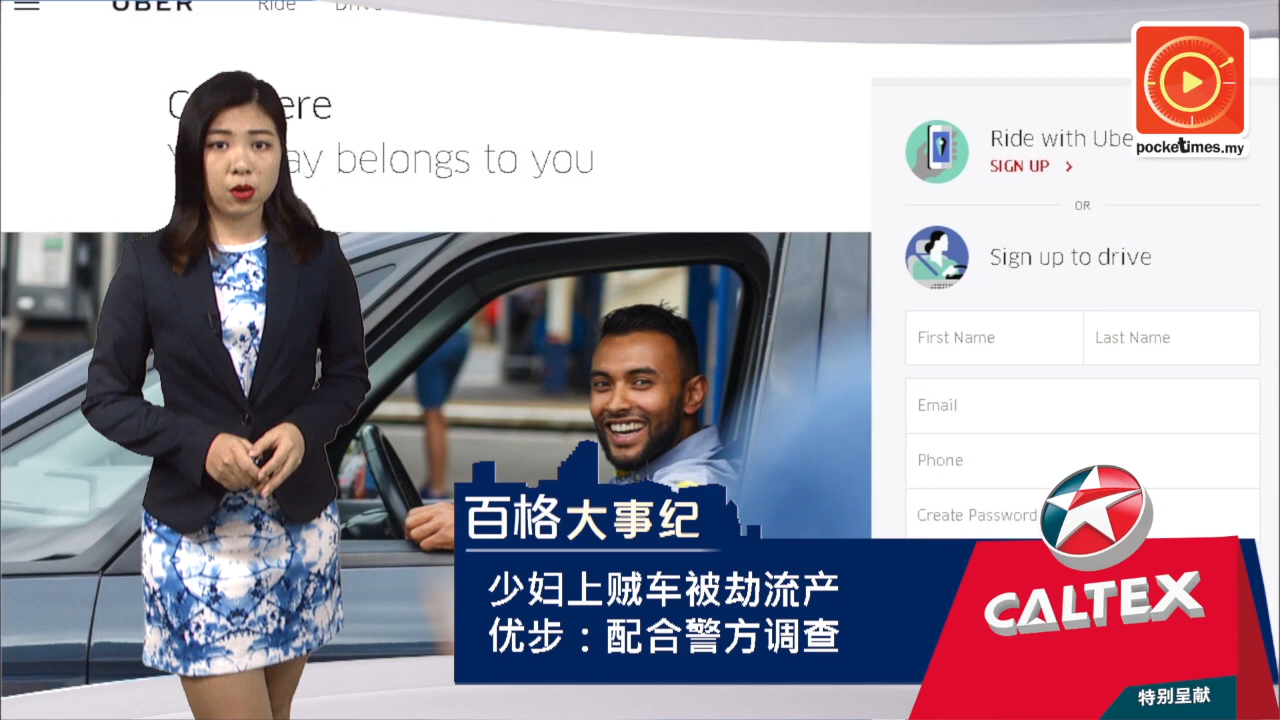 UBER
Ride
ere
ay belongs to you
Ride with Ube
SIGN UP
OR
Sign up to drive
First Name
Last Name
Email
Phone
Create Password
pocketimes.my
百格大事纪
少妇上贼车被劫流产
优步：配合警方调查
CALTEX
特别呈献